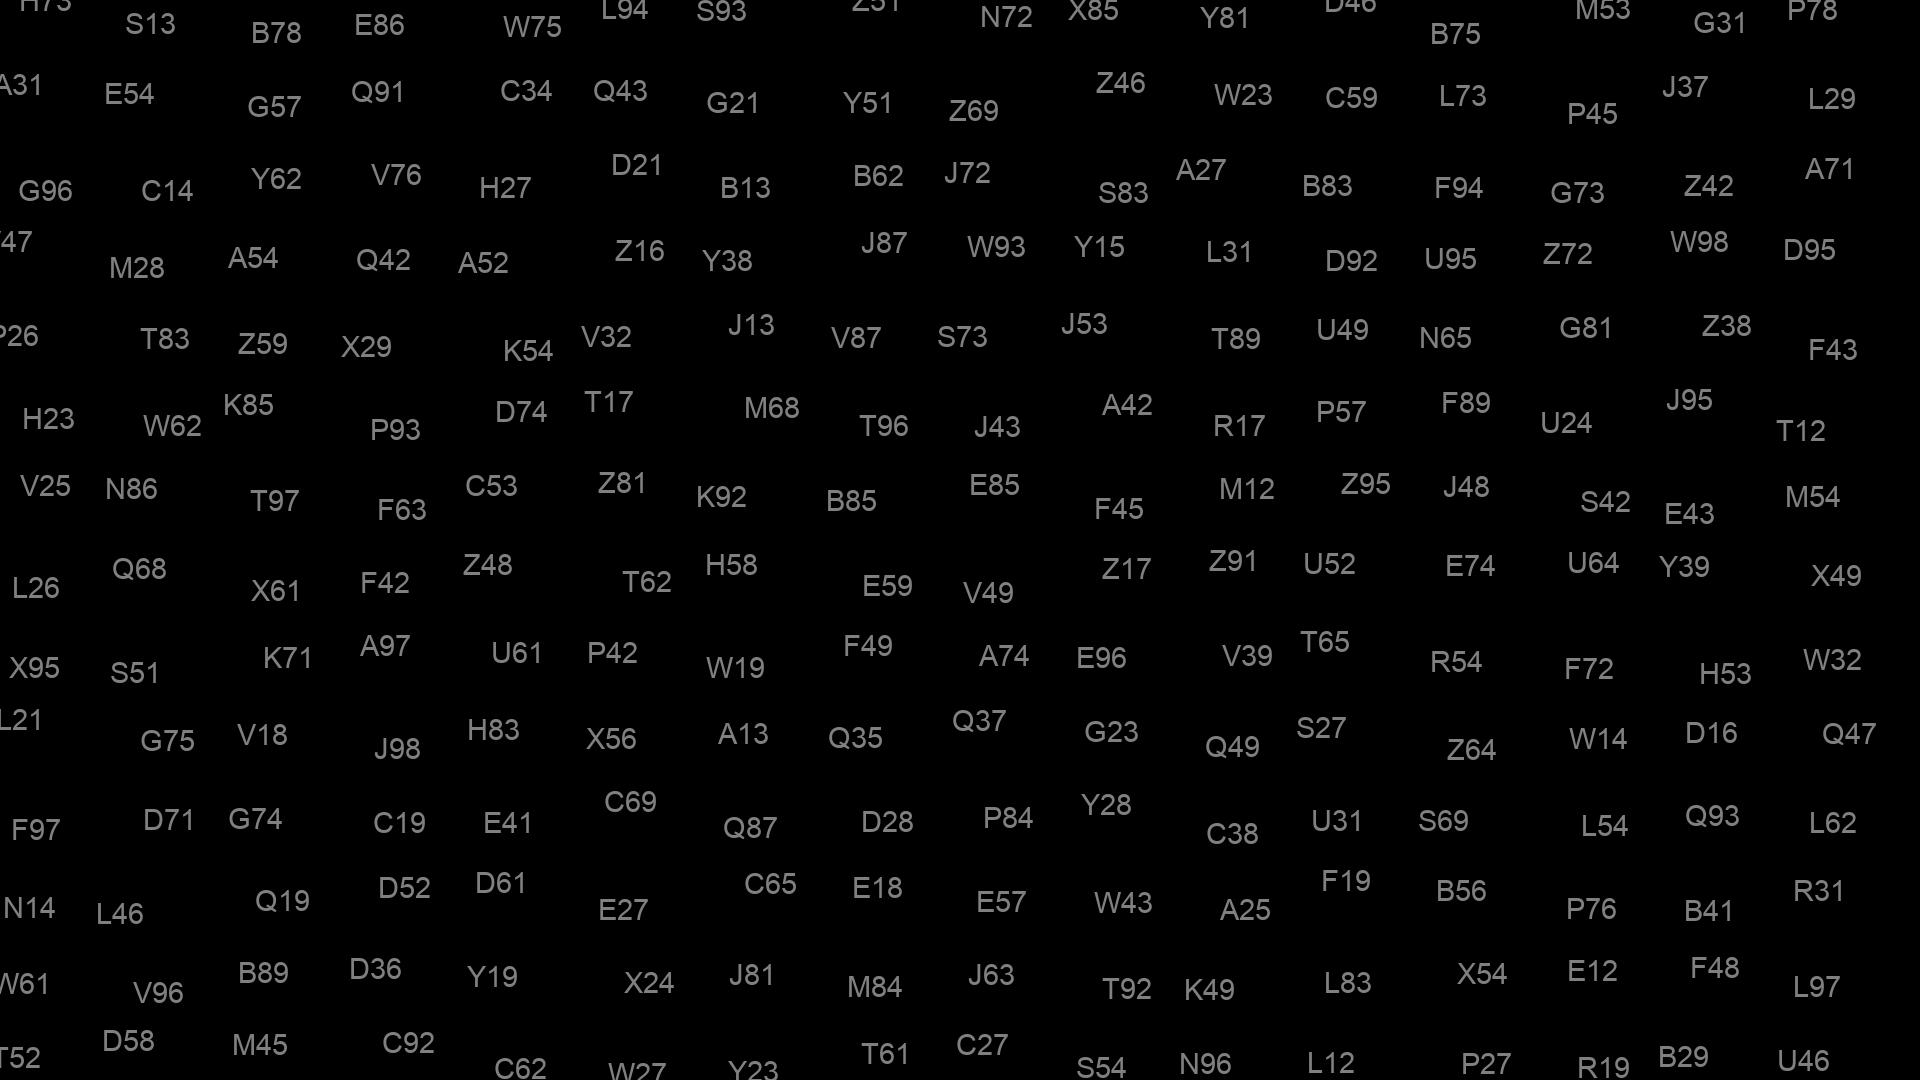 H73 S13 B78 E86 W75 L94 S93 Z51 N72 X85 Y81 D46 B75 M53 G31 P78
A31 E54 G57 Q91 C34 Q43 G21 Y51 Z69 Z46 W23 C59 L73 P45 J37 L29
G96 C14 Y62 V76 H27 D21 B13 B62 J72 S83 A27 B83 F94 G73 Z42 A71
47 M28 A54 Q42 A52 Z16 Y38 J87 W93 Y15 L31 D92 U95 Z72 W98 D95
P26 T83 Z59 X29 K54 V32 J13 V87 S73 J53 T89 U49 N65 G81 Z38 F43
H23 W62 K85 P93 D74 T17 M68 T96 J43 A42 R17 P57 F89 U24 J95 T12
V25 N86 T97 F63 C53 Z81 K92 B85 E85 F45 M12 Z95 J48 S42 E43 M54
L26 Q68 X61 F42 Z48 T62 H58 E59 V49 Z17 Z91 U52 E74 U64 Y39 X49
X95 S51 K71 A97 U61 P42 W19 F49 A74 E96 V39 T65 R54 F72 H53 W32
L21 G75 V18 J98 H83 X56 A13 Q35 Q37 G23 Q49 S27 Z64 W14 D16 Q47
F97 D71 G74 C19 E41 C69 Q87 D28 P84 Y28 C38 U31 S69 L54 Q93 L62
N14 L46 Q19 D52 D61 E27 C65 E18 E57 W43 A25 F19 B56 P76 B41 R31
W61 V96 B89 D36 Y19 X24 J81 M84 J63 T92 K49 L83 X54 E12 F48 L97
T52 D58 M45 C92 C62 W27 Y23 T61 C27 S54 N96 L12 P27 R19 B29 U46